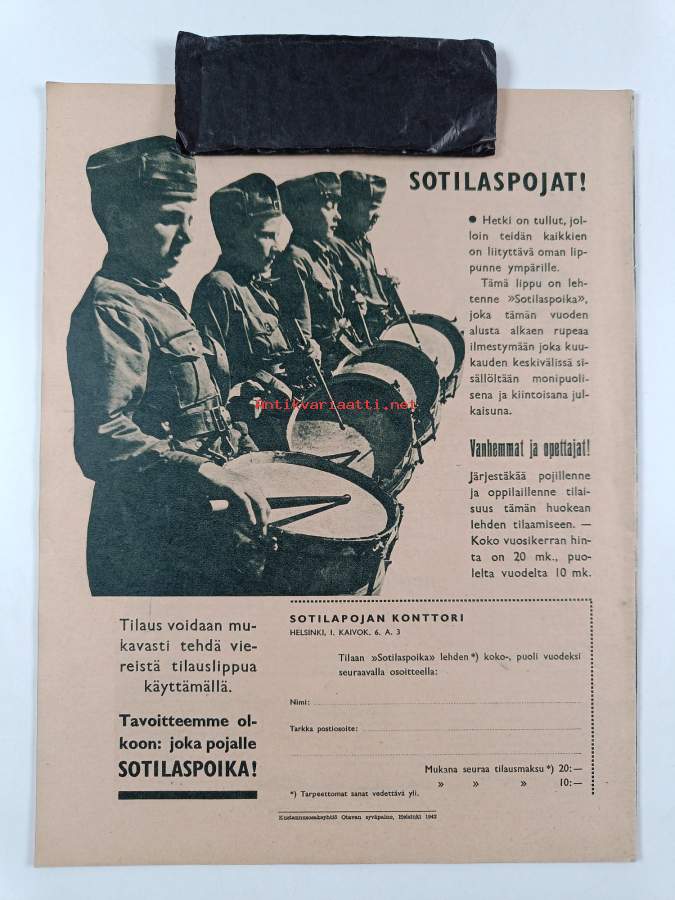 SOTILASPOJAT!
● Hetki on tullut, jol-
loin teidän kaikkien
on liityttävä oman lip-
punne ympärille.
Tämä lippu on leh-
tenne »Sotilaspoika»,
joka tämän vuoden
alusta alkaen rupeaa
ilmestymään joka kuu-
kauden keskivälissä si-
sällöltään monipuoli-
sena ja kiintoisana jul-
kaisuna.
Vanhemmat ja opettajat!
Järjestäkää pojillenne
ja oppilaillenne tilai-
suus tämän huokean
lehden tilaamiseen. —
Koko vuosikerran hin-
ta on 20 mk., puo-
lelta vuodelta 10 mk.
Antikvariaatti.net
Tilaus voidaan mu-
kavasti tehdä vie-
reistä tilauslippua
käyttämällä.
Tavoitteemme ol-
koon: joka pojalle
SOTILASPOIKA!
SOTILAPOJAN KONTTORI
HELSINKI, I. KAIVOK. 6. A. 3
Tilaan »Sotilaspoika» lehden *) koko-, puoli vuodeksi
seuraavalla osoitteella:
Nimi:
Tarkka postiosoite:
Mukana seuraa tilausmaksu *) 20:—
» » » 10:—
*) Tarpeettomat sanat vedettävä yli.
Kustannusosakeyhtiö Otavan syväpaino, Helsinki 1942